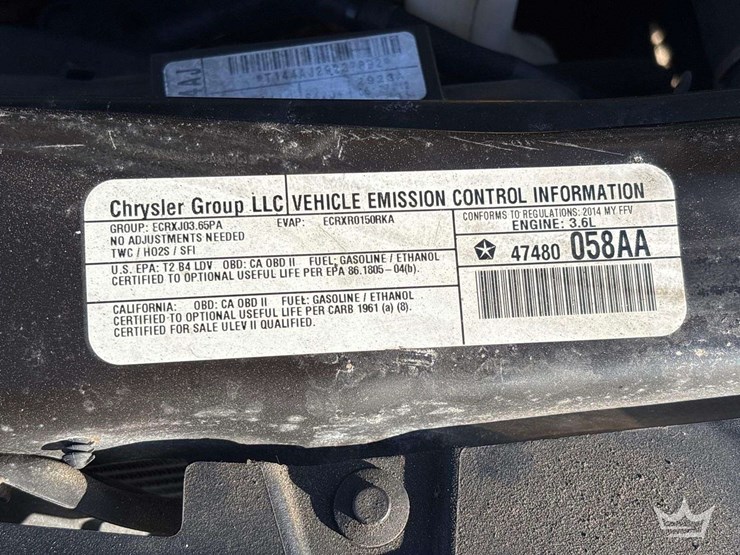 Chrysler Group LLC VEHICLE EMISSION CONTROL INFORMATION
GROUP: ECRXJ03.65PA EVAP: ECRXR0150RKA
NO ADJUSTMENTS NEEDED
TWC / HO2S / SFI
CONFORMS TO REGULATIONS: 2014 MY FFV
ENGINE: 3.6L
47480 058AA
U.S. EPA: T2 B4 LDV OBD: CA OBD II FUEL: GASOLINE / ETHANOL
CERTIFIED TO OPTIONAL USEFUL LIFE PER EPA 86.1805-04(b).
CALIFORNIA: OBD: CA OBD II FUEL: GASOLINE / ETHANOL
CERTIFIED TO OPTIONAL USEFUL LIFE PER CARB 1961 (a) (8).
CERTIFIED FOR SALE ULEV II QUALIFIED.